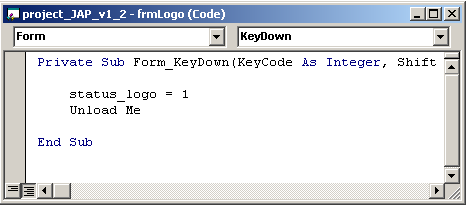 project_JAP_v1_2 - frmLogo (Code)
Form KeyDown
Private Sub Form_KeyDown(KeyCode As Integer, Shift
status_logo = 1
Unload Me
End Sub